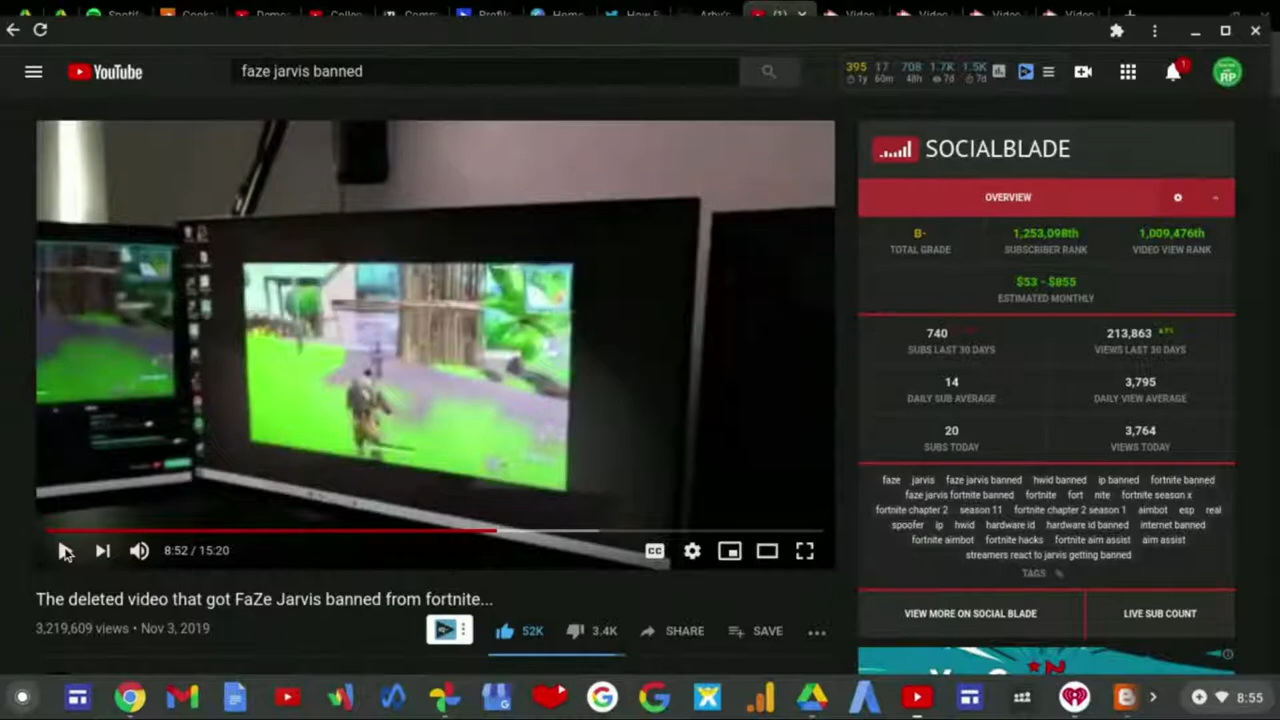 faze jarvis banned
YouTube
395 17 708 1.7K 1.5K
1y 60m 48h 7d 7d
1
RP
SOCIALBLADE
OVERVIEW
B-
TOTAL GRADE
1,253,098th
SUBSCRIBER RANK
1,009,476th
VIDEO VIEW RANK
$53 - $855
ESTIMATED MONTHLY
740
SUBS LAST 30 DAYS
213,863
VIEWS LAST 30 DAYS
14
DAILY SUB AVERAGE
3,795
DAILY VIEW AVERAGE
20
SUBS TODAY
3,764
VIEWS TODAY
faze jarvis faze jarvis banned hwid banned ip banned fortnite banned
faze jarvis fortnite banned fortnite fort nite fortnite season x
fortnite chapter 2 season 11 fortnite chapter 2 season 1 aimbot esp real
spoofer ip hwid hardware id hardware id banned internet banned
fortnite aimbot fortnite hacks fortnite aim assist aim assist
streamers react to jarvis getting banned
TAGS
VIEW MORE ON SOCIAL BLADE
LIVE SUB COUNT
8:52 / 15:20
CC
The deleted video that got FaZe Jarvis banned from fortnite...
3,219,609 views • Nov 3, 2019
52K 3.4K SHARE SAVE
8:55